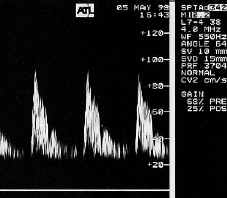 ATL
05 MAY 98
16:43
+120-
+100-
+80-
+60-
+40-
+20-
SPTA=342
MI=
L7-4 38
4.0 MHz
WF 550Hz
ANGLE 64
SV 10 mm
SVD 15mm
PRF 3704
NORMAL
CV2 cm/s
GAIN
68% PRE
25% POS